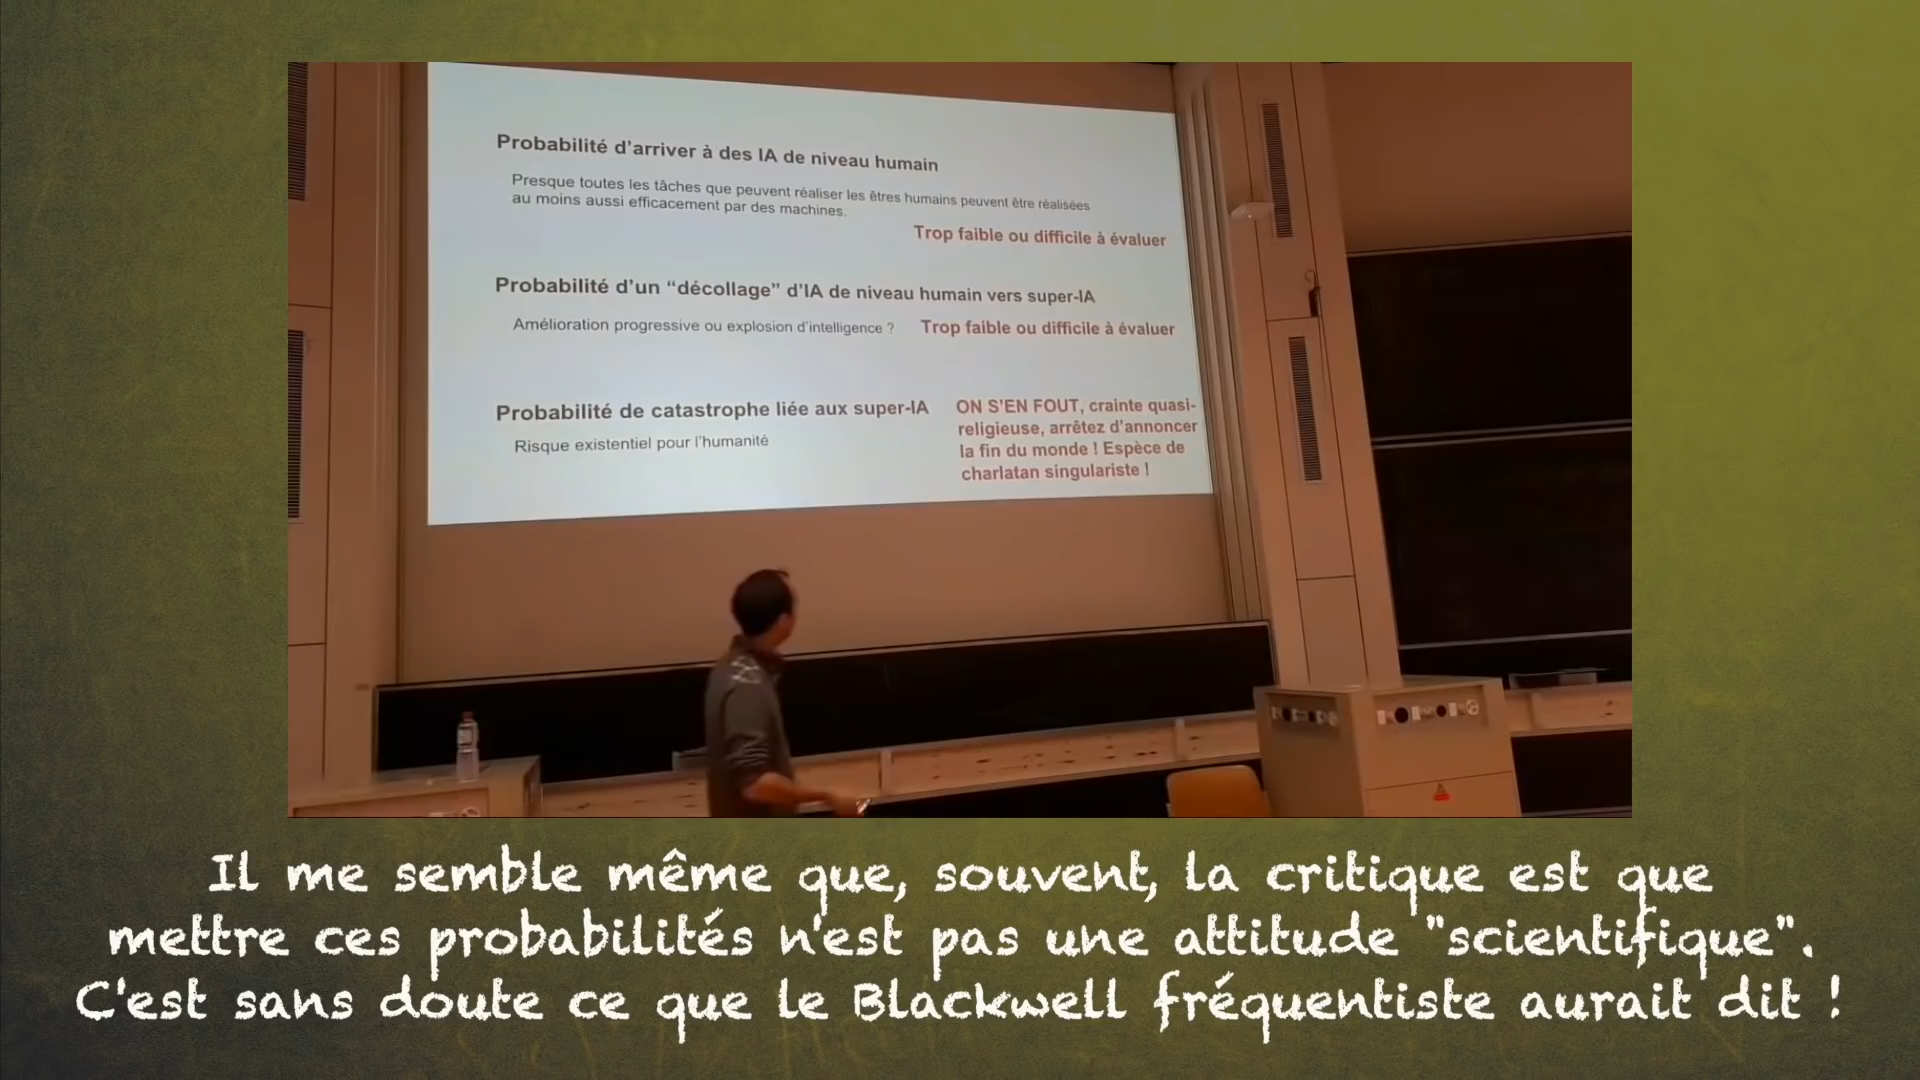 Probabilité d'arriver à des IA de niveau humain
Presque toutes les tâches que peuvent réaliser les êtres humains peuvent être réalisées
au moins aussi efficacement par des machines.
Trop faible ou difficile à évaluer
Probabilité d'un “décollage” d'IA de niveau humain vers super-IA
Amélioration progressive ou explosion d'intelligence ? Trop faible ou difficile à évaluer
Probabilité de catastrophe liée aux super-IA
Risque existentiel pour l'humanité
ON S'EN FOUT, crainte quasi-
religieuse, arrêtez d'annoncer
la fin du monde ! Espèce de
charlatan singulariste !
Il me semble même que, souvent, la critique est que
mettre ces probabilités n'est pas une attitude "scientifique".
C'est sans doute ce que le Blackwell fréquentiste aurait dit !